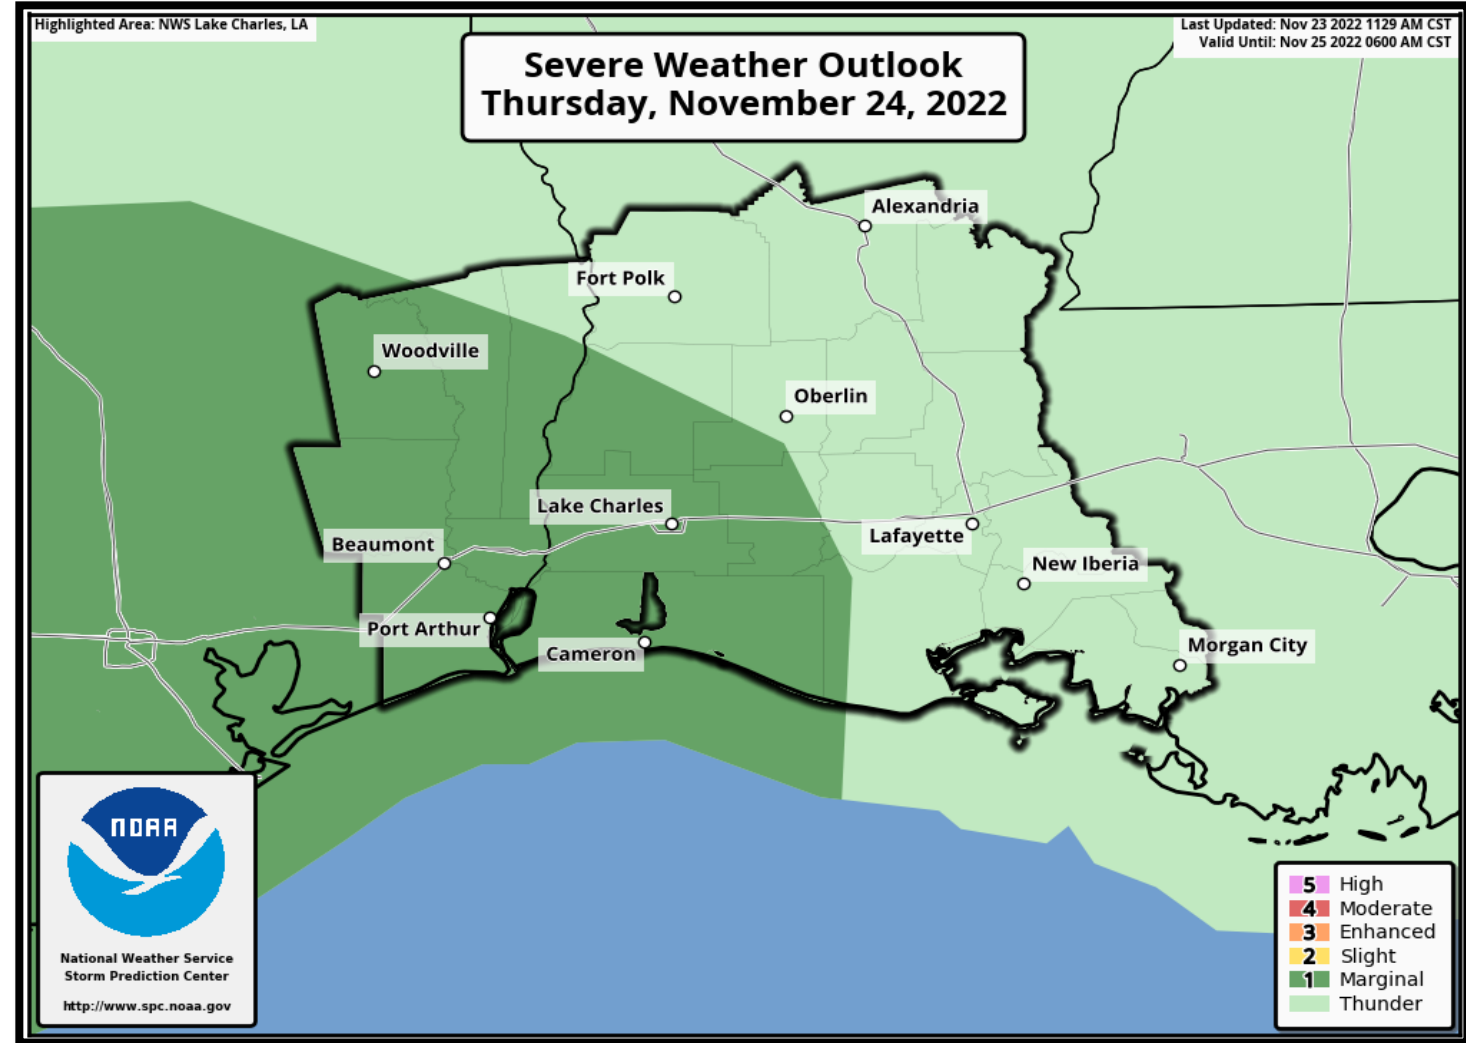 Highlighted Area: NWS Lake Charles, LA
Last Updated: Nov 23 2022 1129 AM CST
Valid Until: Nov 25 2022 0600 AM CST
Severe Weather Outlook
Thursday, November 24, 2022
Alexandria
Fort Polk
Woodville
Oberlin
Lake Charles
Beaumont
Lafayette
New Iberia
Port Arthur
Cameron
Morgan City
NOAA
National Weather Service
Storm Prediction Center
http://www.spc.noaa.gov
5 High
4 Moderate
3 Enhanced
2 Slight
1 Marginal
Thunder